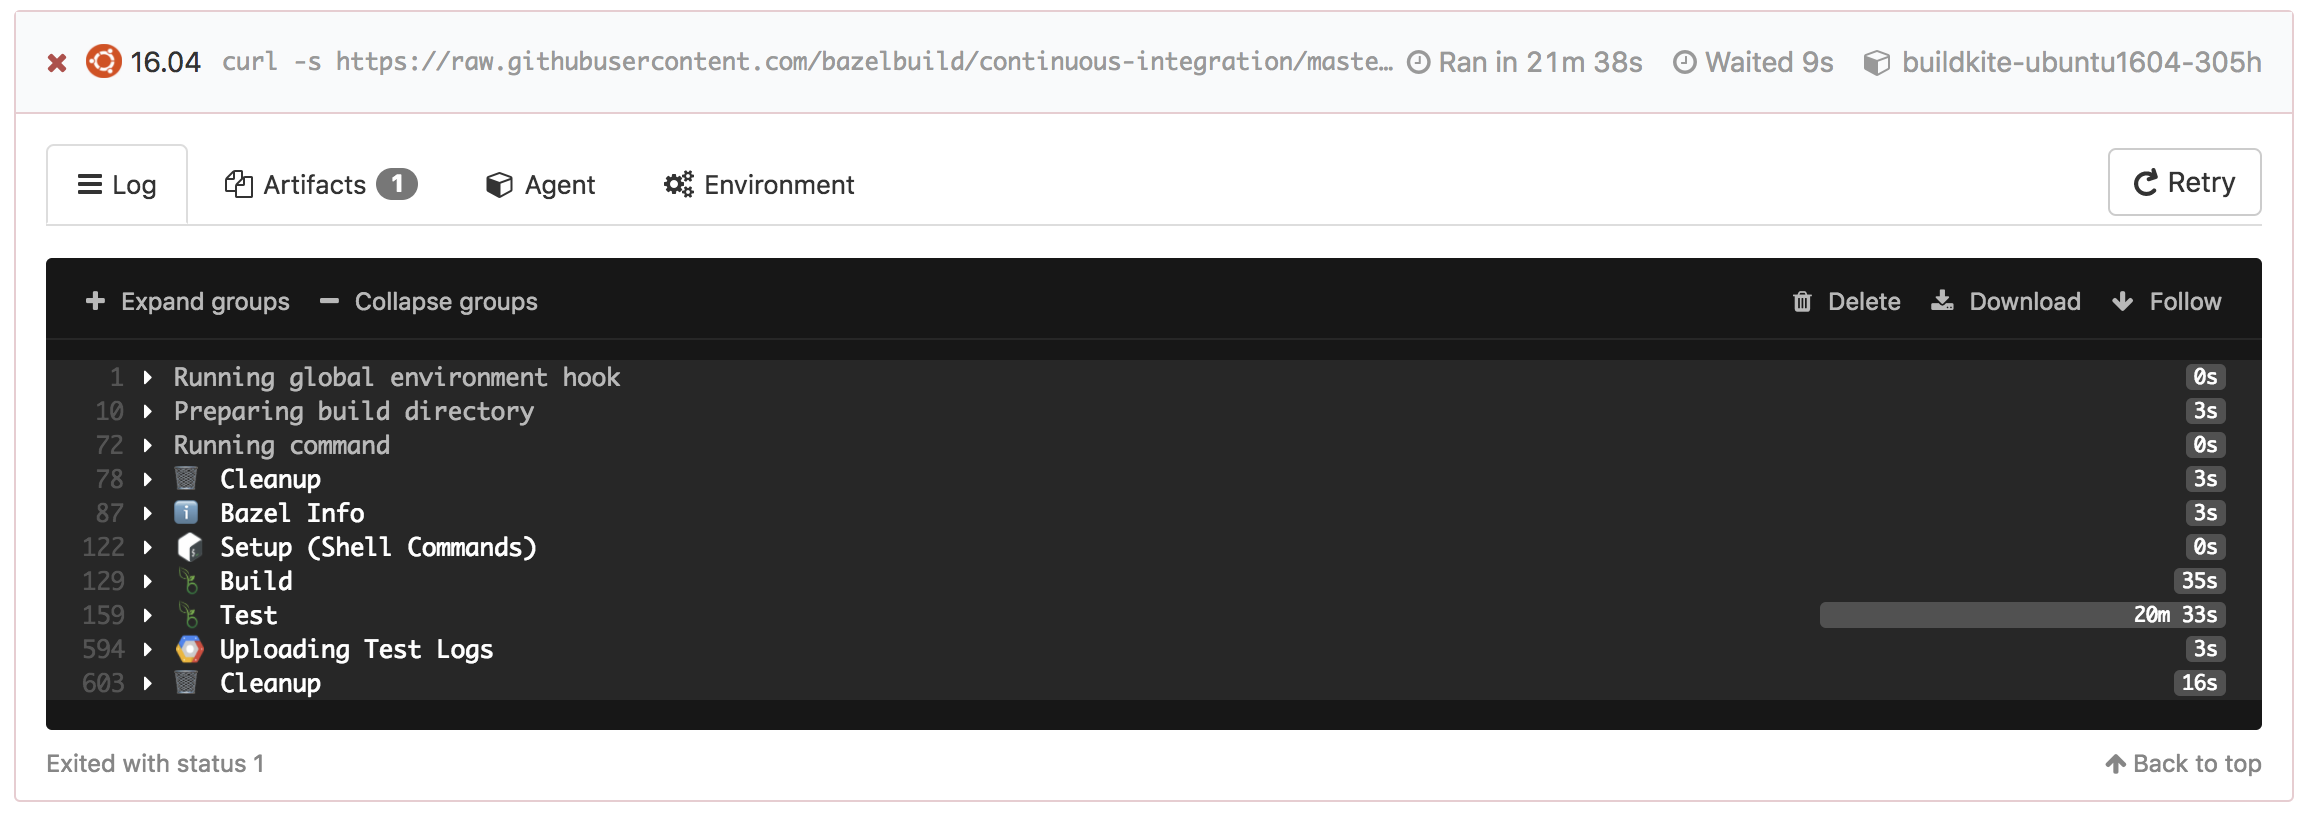 16.04 curl -s https://raw.githubusercontent.com/bazelbuild/continuous-integration/maste… Ran in 21m 38s Waited 9s buildkite-ubuntu1604-305h
Log Artifacts 1 Agent Environment Retry
Expand groups Collapse groups Delete Download Follow
1 Running global environment hook 0s
10 Preparing build directory 3s
72 Running command 0s
78 Cleanup 3s
87 Bazel Info 3s
122 Setup (Shell Commands) 0s
129 Build 35s
159 Test 20m 33s
594 Uploading Test Logs 3s
603 Cleanup 16s
Exited with status 1 Back to top